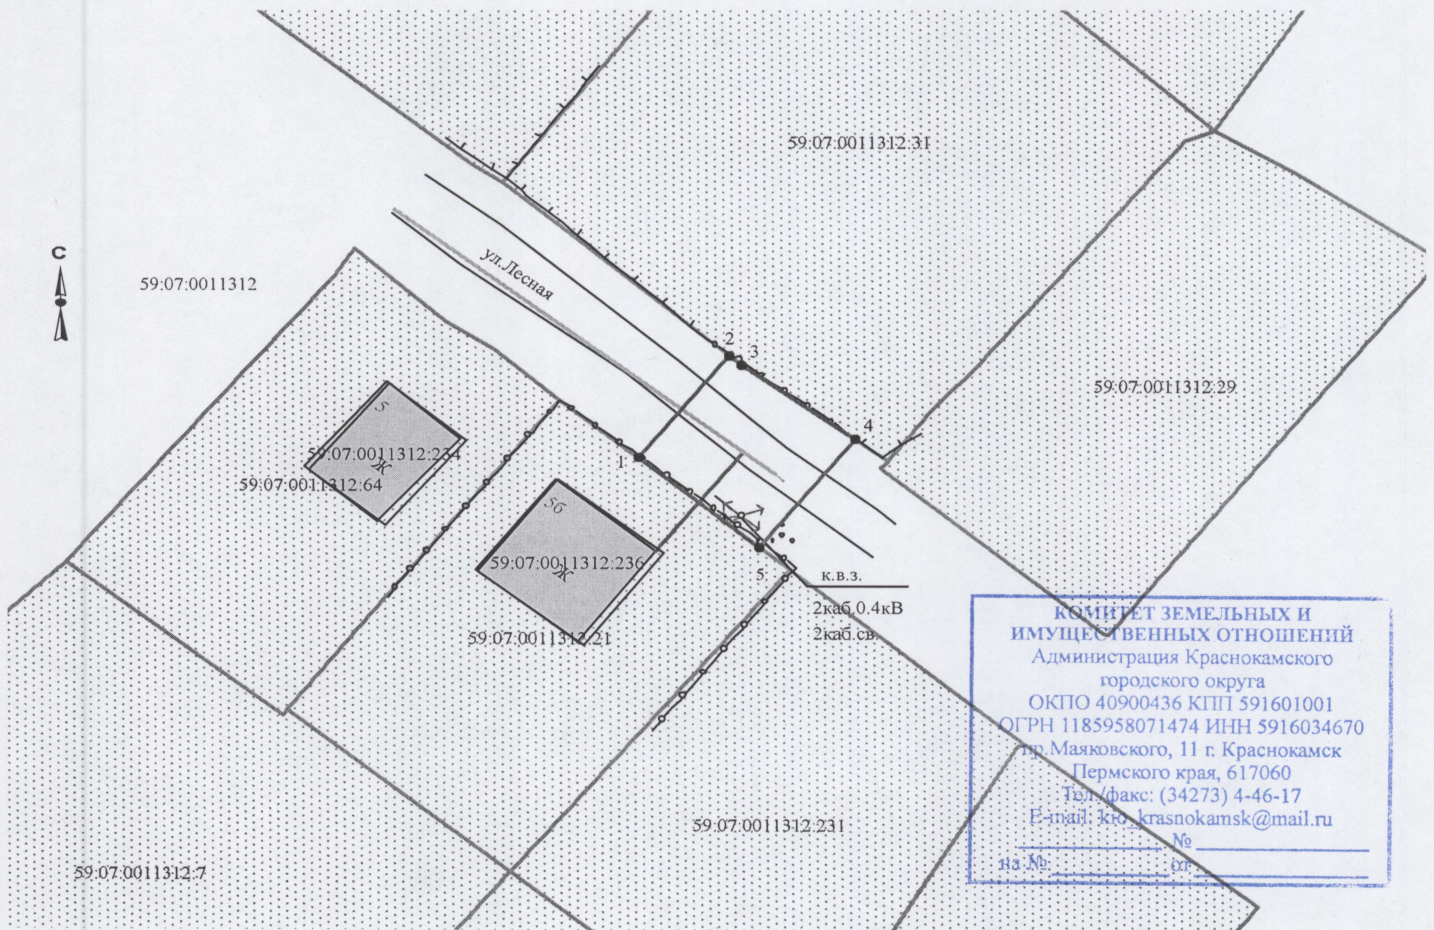 59:07:0011312:31
С
ул.Лесная
59:07:0011312
2
3
59:07:0011312:29
5
4
59:07:0011312:234
1
Ж
59:07:0011312:64
5б
59:07:0011312:236
Ж
5
к.в.з.
2каб.0.4кВ
2каб.св.
59:07:0011312:21
КОМИТЕТ ЗЕМЕЛЬНЫХ И
ИМУЩЕСТВЕННЫХ ОТНОШЕНИЙ
Администрация Краснокамского
городского округа
ОКПО 40900436 КПП 591601001
ОГРН 1185958071474 ИНН 5916034670
пр.Маяковского, 11 г. Краснокамск
Пермского края, 617060
Тел./факс: (34273) 4-46-17
E-mail: kio_krasnokamsk@mail.ru
№
на № от
59:07:0011312:231
59:07:0011312:7